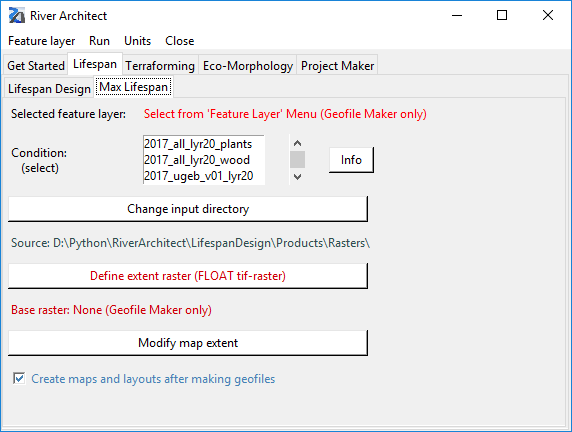 River Architect
Feature layer Run Units Close
Get Started Lifespan Terraforming Eco-Morphology Project Maker
Lifespan Design Max Lifespan
Selected feature layer: Select from 'Feature Layer' Menu (Geofile Maker only)
Condition:
(select)
2017_all_lyr20_plants
2017_all_lyr20_wood
2017_ugeb_v01_lyr20
Info
Change input directory
Source: D:\Python\RiverArchitect\LifespanDesign\Products\Rasters\
Define extent raster (FLOAT tif-raster)
Base raster: None (Geofile Maker only)
Modify map extent
Create maps and layouts after making geofiles